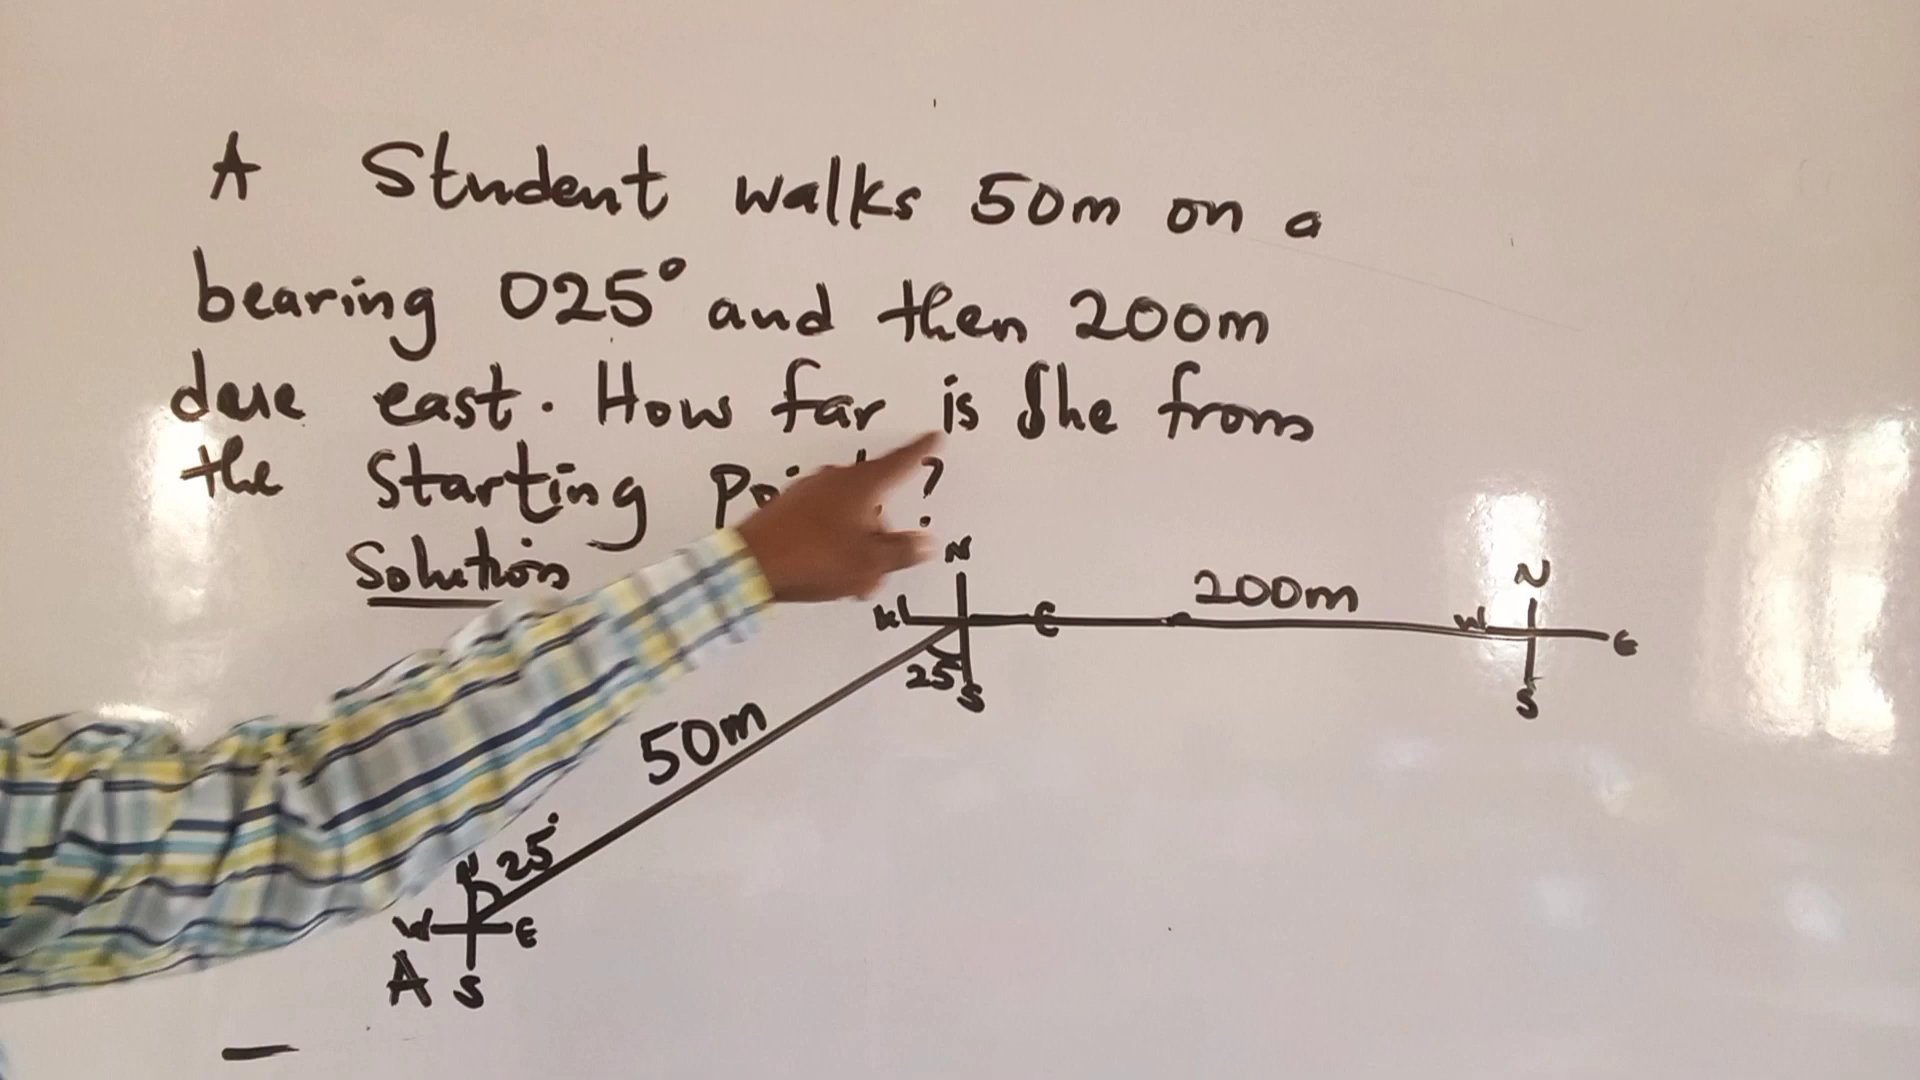 A Student walks 50m on a
bearing 025° and then 200m
due east. How far is She from
the Starting ?
Solution
N
W E 200m N
W E
25 S
S
50m
N 25°
W E
A S